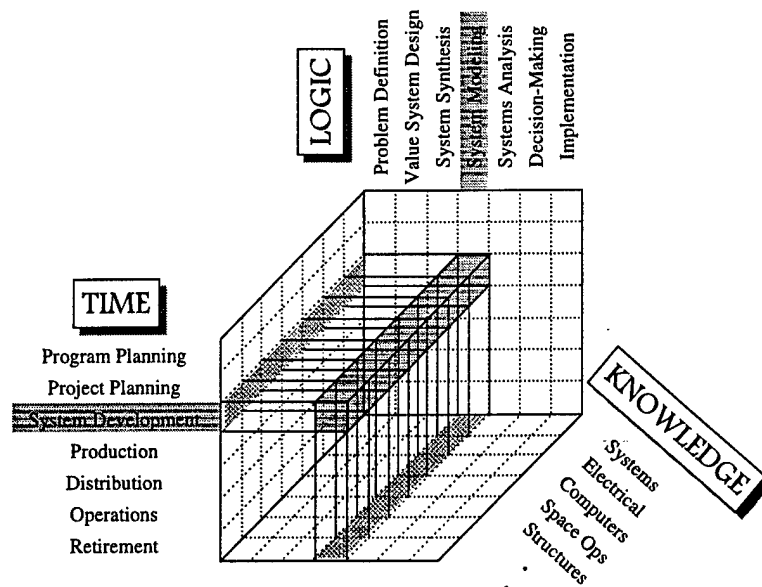 LOGIC
Problem Definition
Value System Design
System Synthesis
System Modeling
Systems Analysis
Decision-Making
Implementation
TIME
Program Planning
Project Planning
System Development
Production
Distribution
Operations
Retirement
KNOWLEDGE
Systems
Electrical
Computers
Space Ops
Structures